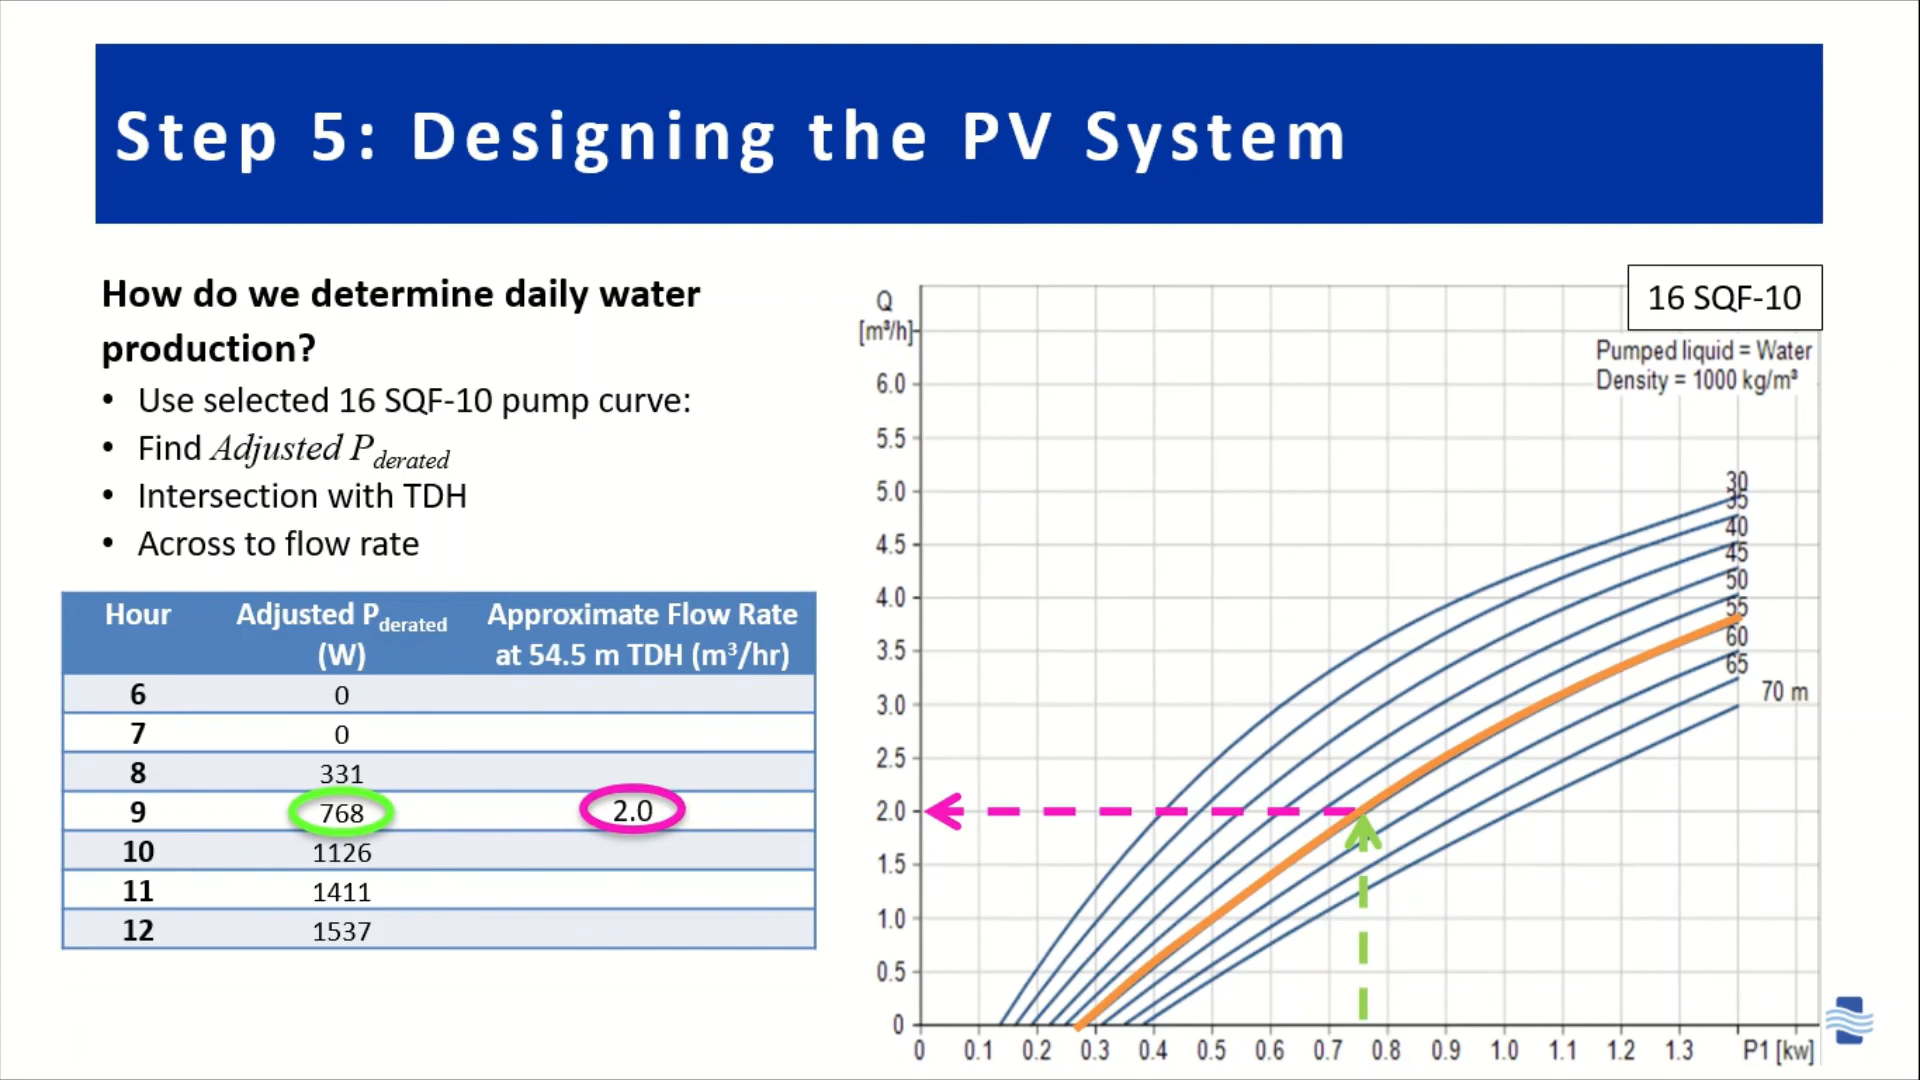 Step 5: Designing the PV System
How do we determine daily water
production?
• Use selected 16 SQF-10 pump curve:
• Find Adjusted P derated
• Intersection with TDH
• Across to flow rate
Hour Adjusted Pderated (W) Approximate Flow Rate at 54.5 m TDH (m³/hr)
6 0
7 0
8 331
9 768 2.0
10 1126
11 1411
12 1537
16 SQF-10
Q
[m³/h]
Pumped liquid = Water
Density = 1000 kg/m³
6.0
5.5
5.0
4.5
4.0
3.5
3.0
2.5
2.0
1.5
1.0
0.5
0
30
35
40
45
50
55
60
65
70 m
0 0.1 0.2 0.3 0.4 0.5 0.6 0.7 0.8 0.9 1.0 1.1 1.2 1.3 P1 [kw]